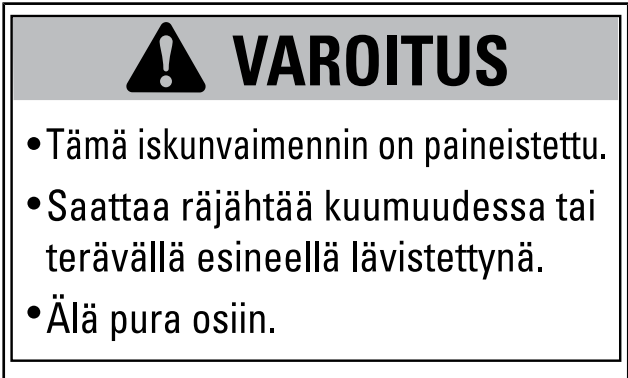 VAROITUS
•Tämä iskunvaimennin on paineistettu.
•Saattaa räjähtää kuumuudessa tai
terävällä esineellä lävistettynä.
•Älä pura osiin.